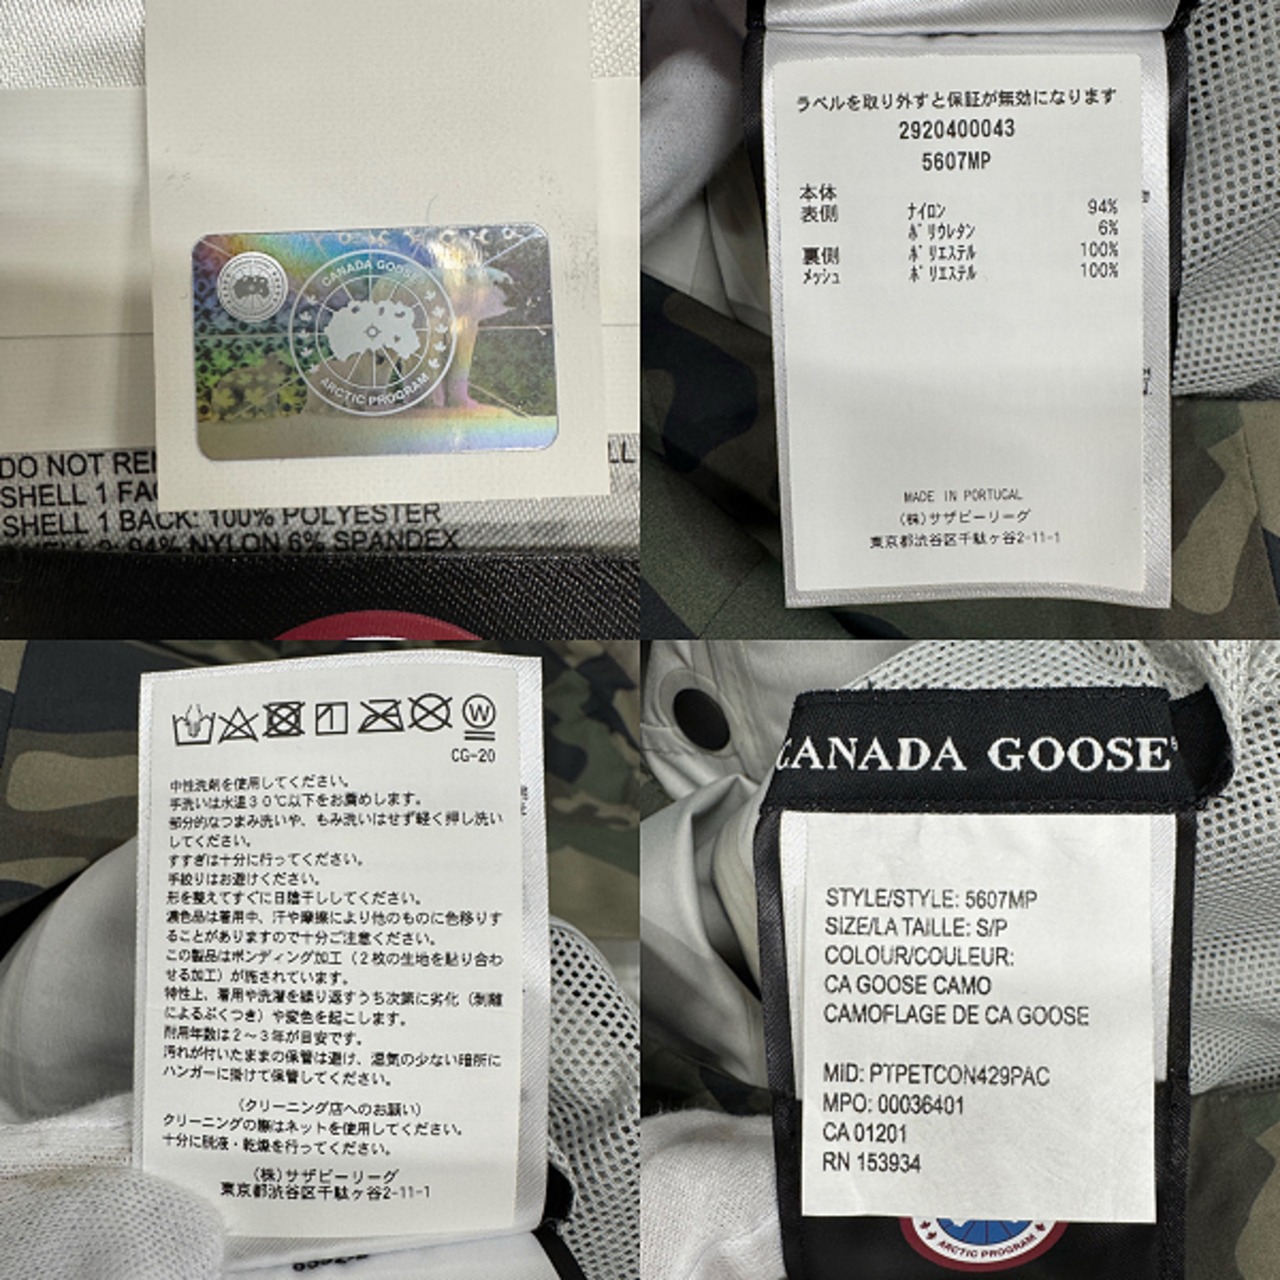 CANADA GOOSE
ARCTIC PROGRAM
DO NOT RE
SHELL 1 FA
SHELL 1 BACK: 100% POLYESTER
94% NYLON 6% SPANDEX
ラベルを取り外すと保証が無効になります
2920400043
5607MP
本体
表側 ナイロン 94%
ポリウレタン 6%
裏側 ポリエステル 100%
メッシュ ポリエステル 100%
MADE IN PORTUGAL
(株)サザビーリーグ
東京都渋谷区千駄ヶ谷2-11-1
W
CG-20
中性洗剤を使用してください。
手洗いは水温30℃以下をお薦めします。
部分的なつまみ洗いや、もみ洗いはせず軽く押し洗い
してください。
すすぎは十分に行ってください。
手絞りはお避けください。
形を整えてすぐに日陰干ししてください。
濃色品は着用中、汗や摩擦により他のものに色移りす
ることがありますので十分ご注意ください。
この製品はボンディング加工(2枚の生地を貼り合わ
せる加工)が施されています。
特性上、着用や洗濯を繰り返すうち次第に劣化(剥離
によるぶくつき)や変色を起こします。
耐用年数は2～3年が目安です。
汚れが付いたままの保管は避け、湿気の少ない暗所に
ハンガーに掛けて保管してください。
(クリーニング店へのお願い)
クリーニングの際はネットを使用してください。
十分に脱液・乾燥を行ってください。
(株)サザビーリーグ
東京都渋谷区千駄ヶ谷2-11-1
CANADA GOOSE
STYLE/STYLE: 5607MP
SIZE/LA TAILLE: S/P
COLOUR/COULEUR:
CA GOOSE CAMO
CAMOFLAGE DE CA GOOSE
MID: PTPETCON429PAC
MPO: 00036401
CA 01201
RN 153934
ARCTIC PROGRAM